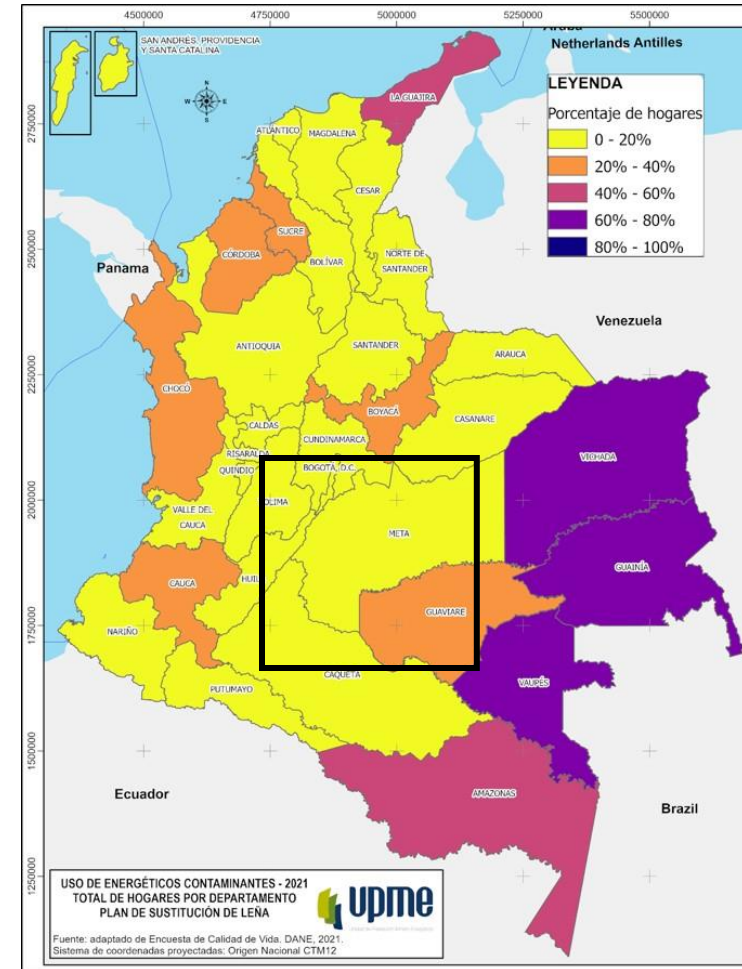 4500000 4750000 5000000 5250000 5500000
SAN ANDRÉS, PROVIDENCIA
Y SANTA CATALINA
Netherlands Antilles
LEYENDA
Porcentaje de hogares
0 - 20%
20% - 40%
40% - 60%
60% - 80%
80% - 100%
N
W E
S
LA GUAJIRA
ATLÁNTICO
MAGDALENA
CESAR
SUCRE
CÓRDOBA
BOLÍVAR
NORTE DE
SANTANDER
Panama
Venezuela
ANTIOQUIA
SANTANDER
ARAUCA
CHOCÓ
BOYACÁ
CASANARE
CALDAS
CUNDINAMARCA
RISARALDA
QUINDIO
BOGOTÁ, D.C.
VICHADA
VALLE DEL
CAUCA
OLIMA
META
GUAINÍA
CAUCA
HUIL
GUAVIARE
NARIÑO
CAQUETA
VAUPÉS
PUTUMAYO
Ecuador
AMAZONAS
Brazil
2750000
2500000
2250000
2000000
1750000
1500000
1250000
USO DE ENERGÉTICOS CONTAMINANTES - 2021
TOTAL DE HOGARES POR DEPARTAMENTO
PLAN DE SUSTITUCIÓN DE LEÑA
upme
Fuente: adaptado de Encuesta de Calidad de Vida. DANE, 2021.
Sistema de coordenadas proyectadas: Origen Nacional CTM12